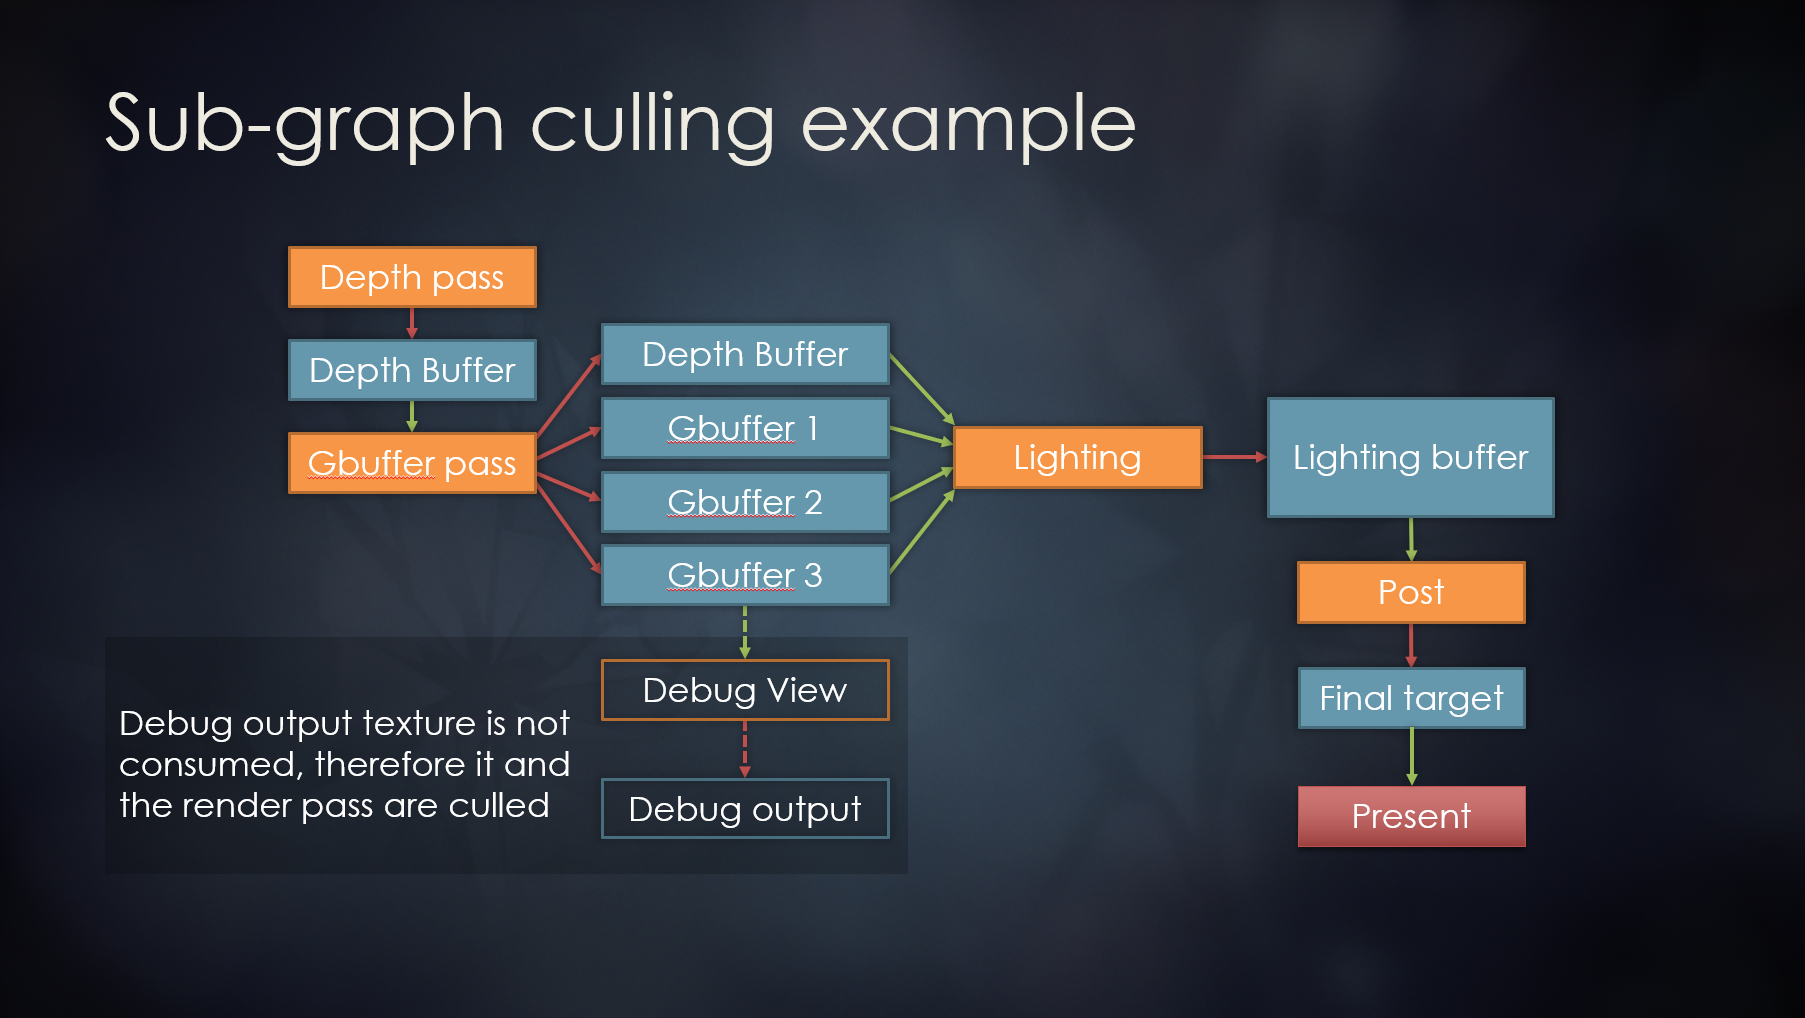 Sub-graph culling example
Depth pass
Depth Buffer
Gbuffer pass
Depth Buffer
Gbuffer 1
Gbuffer 2
Gbuffer 3
Lighting
Lighting buffer
Post
Final target
Present
Debug View
Debug output
Debug output texture is not
consumed, therefore it and
the render pass are culled